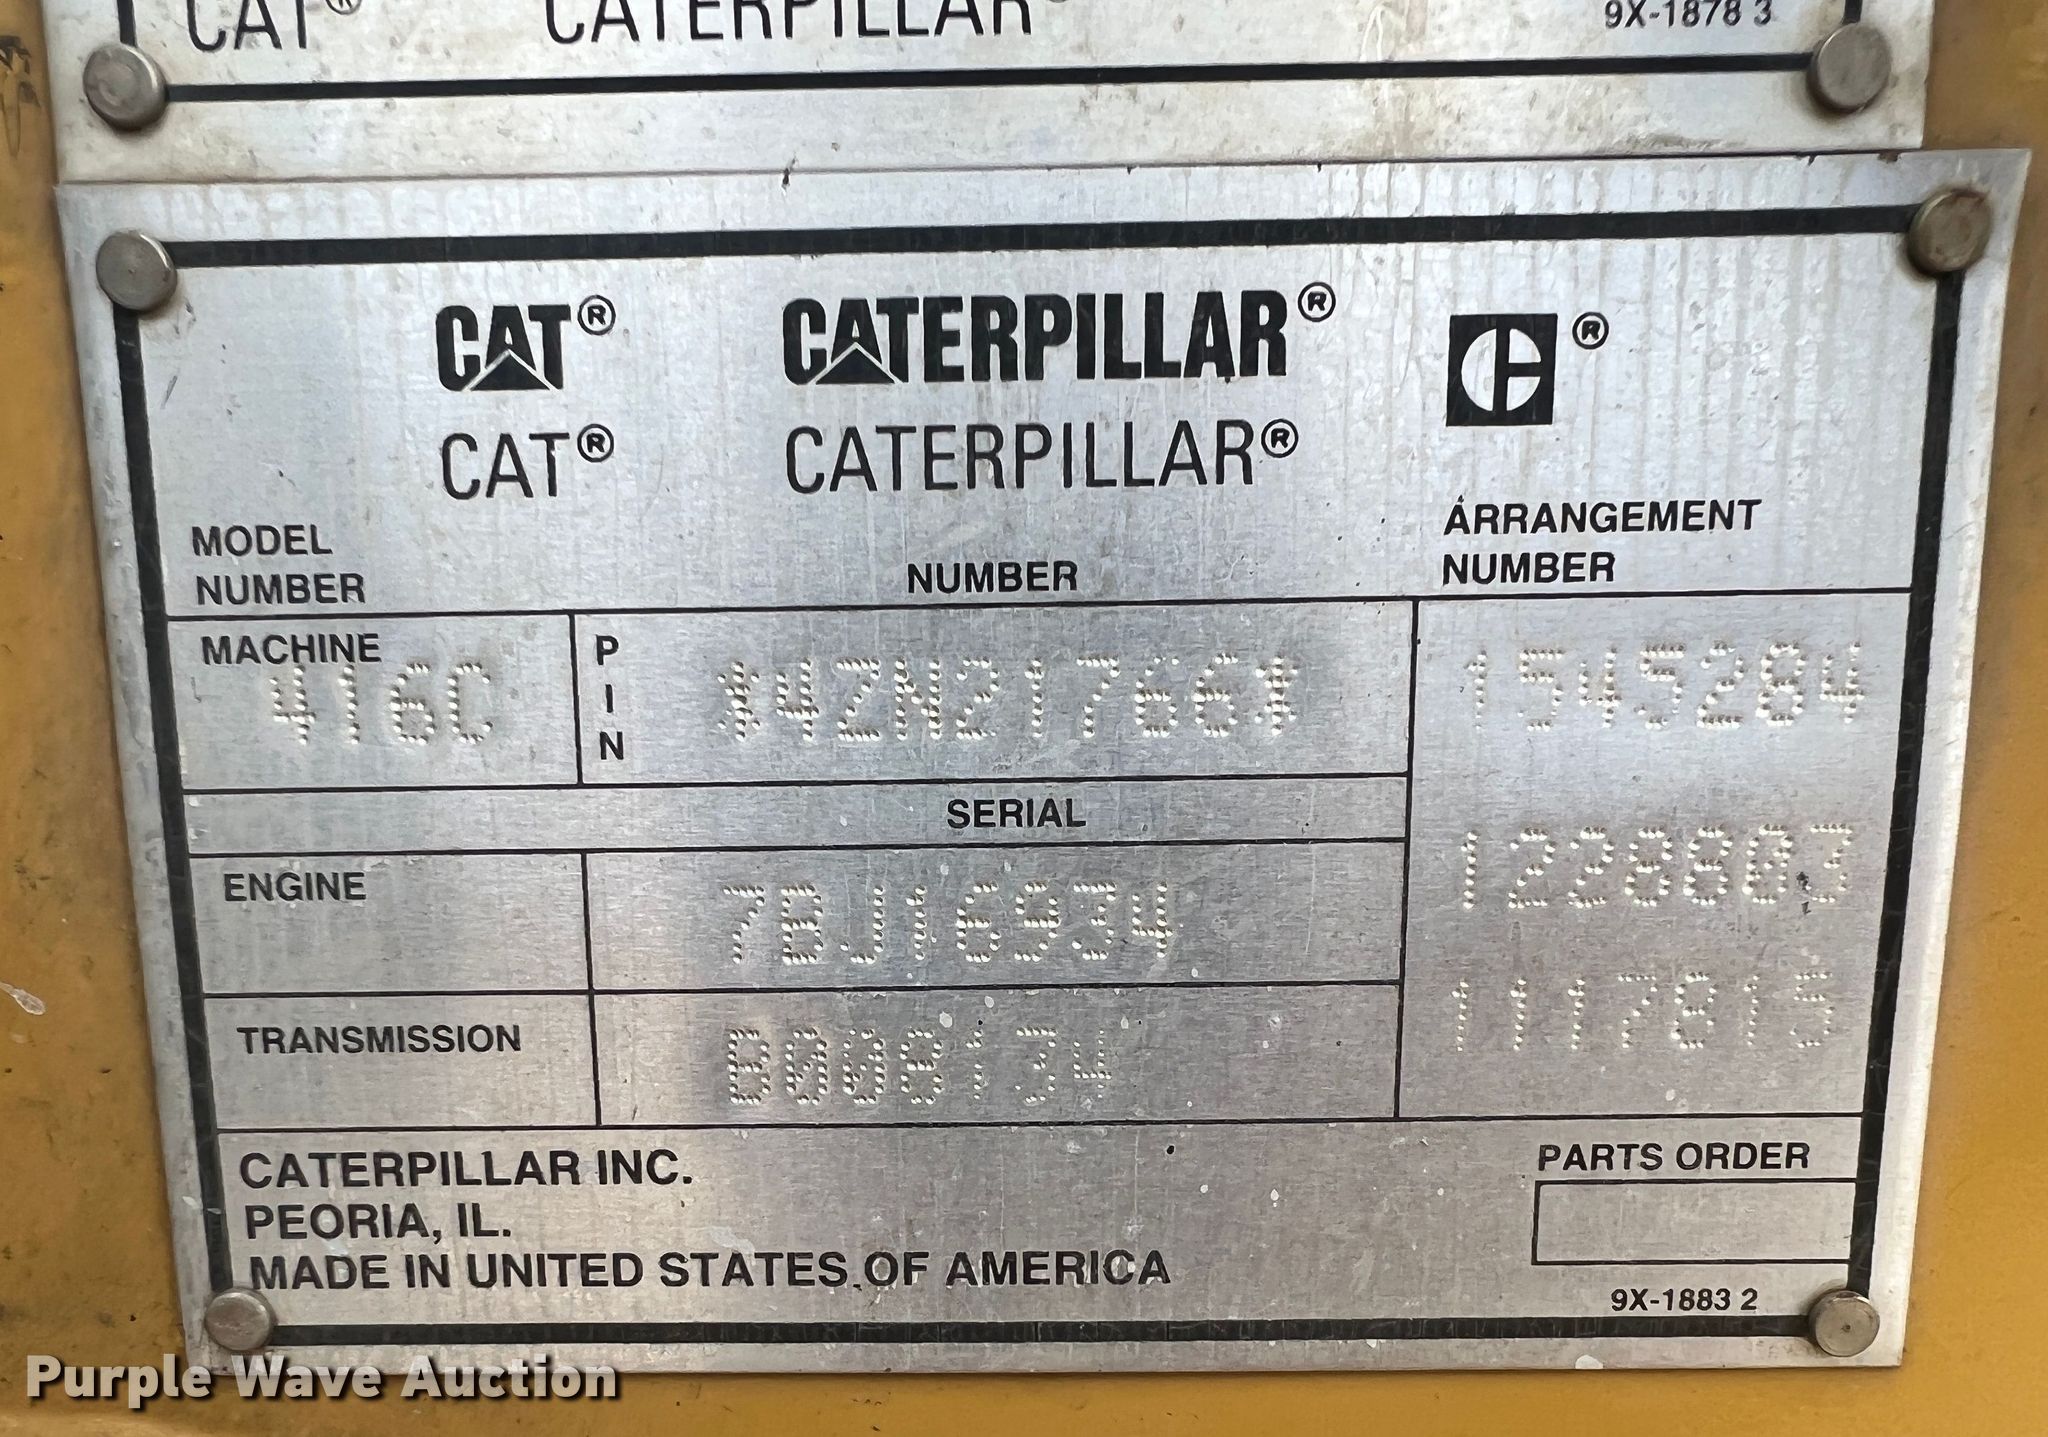 CAT® CATERPILLAR® 9X-1878 3
CAT® CATERPILLAR® ®
CAT® CATERPILLAR®
MODEL
NUMBER
NUMBER
ARRANGEMENT
NUMBER
MACHINE
416C
PIN
*4ZN21766*
1545284
SERIAL
ENGINE
7BJ16934
1228803
TRANSMISSION
B008134
1117815
CATERPILLAR INC.
PEORIA, IL.
MADE IN UNITED STATES OF AMERICA
PARTS ORDER
9X-1883 2
Purple Wave Auction